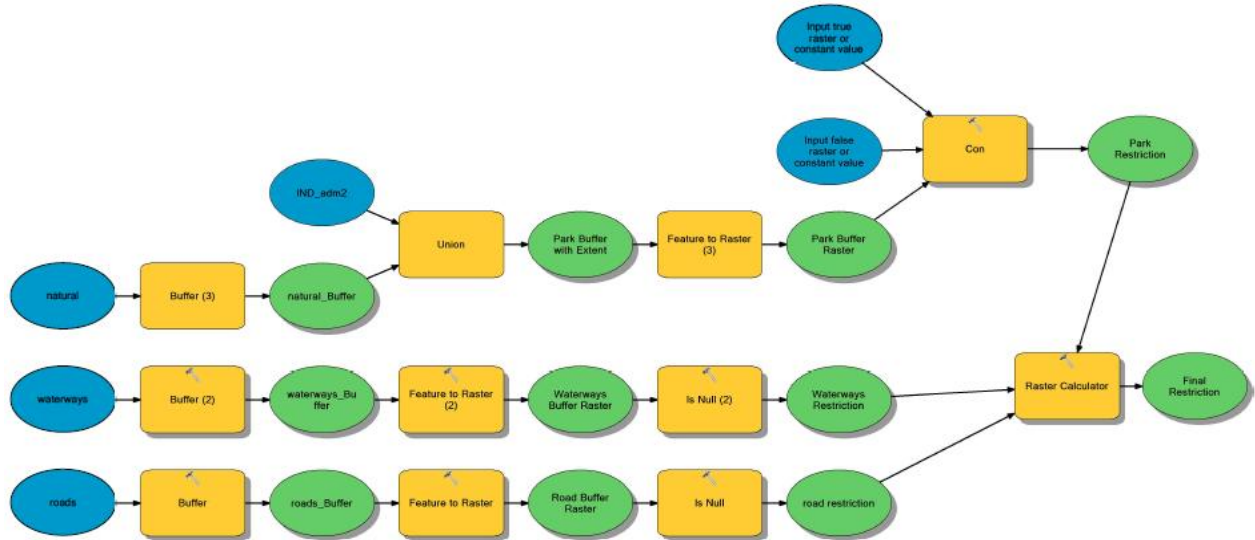 Input true
raster or
constant value
Input false
raster or
constant value
Con
Park
Restriction
IND_adm2
Union
Park Buffer
with Extent
Feature to Raster
(3)
Park Buffer
Raster
natural
Buffer (3)
natural_Buffer
waterways
Buffer (2)
waterways_Bu
ffer
Feature to Raster
(2)
Waterways
Buffer Raster
Is Null (2)
Waterways
Restriction
Raster Calculator
Final
Restriction
roads
Buffer
roads_Buffer
Feature to Raster
Road Buffer
Raster
Is Null
road restriction